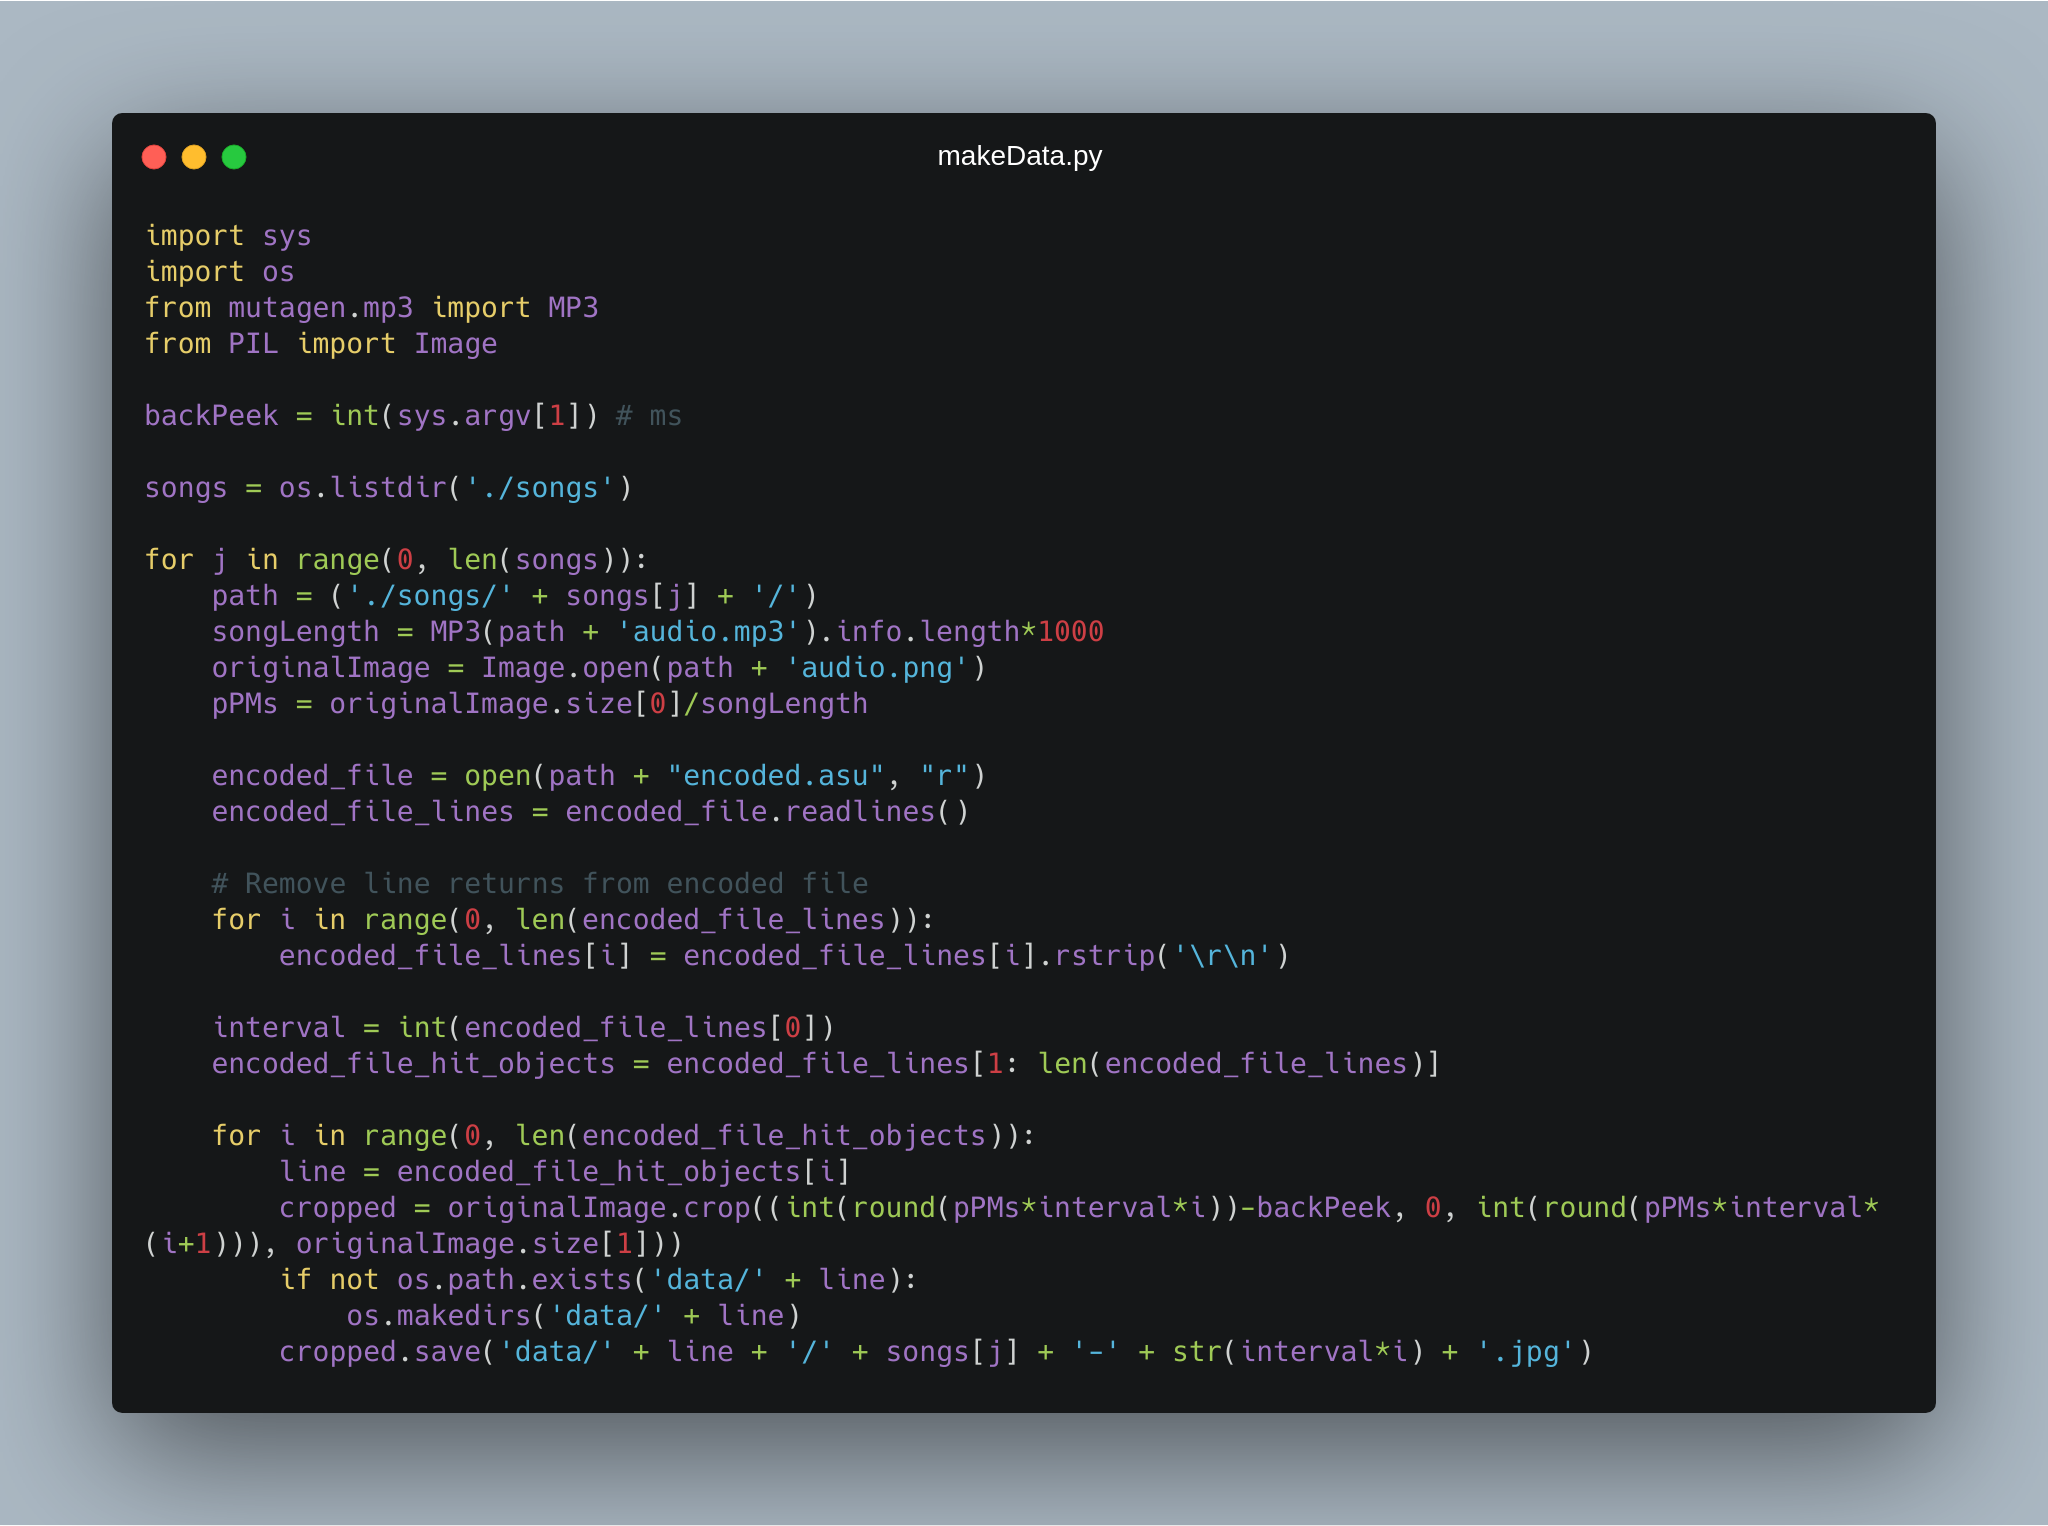 makeData.py
import sys
import os
from mutagen.mp3 import MP3
from PIL import Image
backPeek = int(sys.argv[1]) # ms
songs = os.listdir('./songs')
for j in range(0, len(songs)):
    path = ('./songs/' + songs[j] + '/')
    songLength = MP3(path + 'audio.mp3').info.length*1000
    originalImage = Image.open(path + 'audio.png')
    pPMs = originalImage.size[0]/songLength
    encoded_file = open(path + "encoded.asu", "r")
    encoded_file_lines = encoded_file.readlines()
    # Remove line returns from encoded file
    for i in range(0, len(encoded_file_lines)):
        encoded_file_lines[i] = encoded_file_lines[i].rstrip('\r\n')
    interval = int(encoded_file_lines[0])
    encoded_file_hit_objects = encoded_file_lines[1: len(encoded_file_lines)]
    for i in range(0, len(encoded_file_hit_objects)):
        line = encoded_file_hit_objects[i]
        cropped = originalImage.crop((int(round(pPMs*interval*i))-backPeek, 0, int(round(pPMs*interval*
(i+1))), originalImage.size[1]))
        if not os.path.exists('data/' + line):
            os.makedirs('data/' + line)
        cropped.save('data/' + line + '/' + songs[j] + '-' + str(interval*i) + '.jpg')